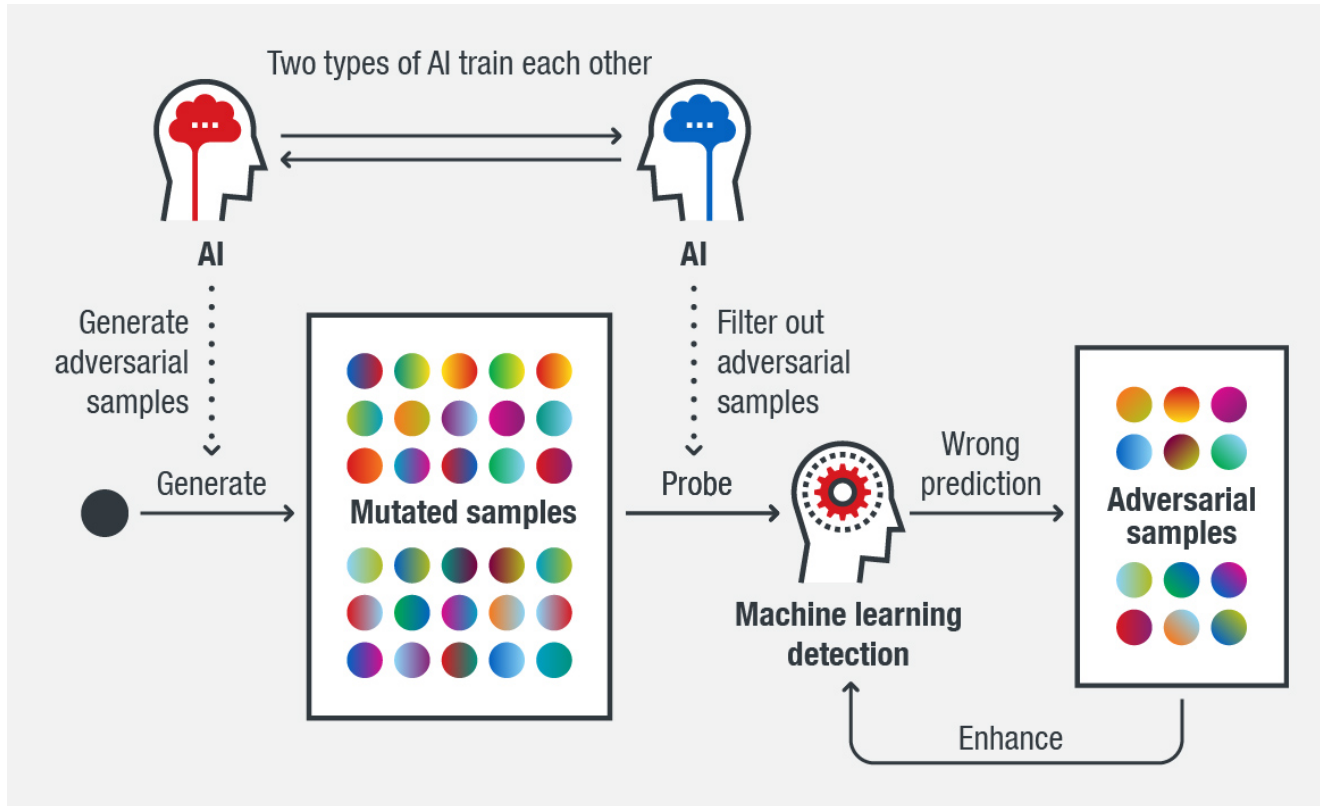 Two types of AI train each other
AI
AI
Generate
adversarial
samples
Filter out
adversarial
samples
Generate
Mutated samples
Probe
Machine learning
detection
Wrong
prediction
Adversarial
samples
Enhance